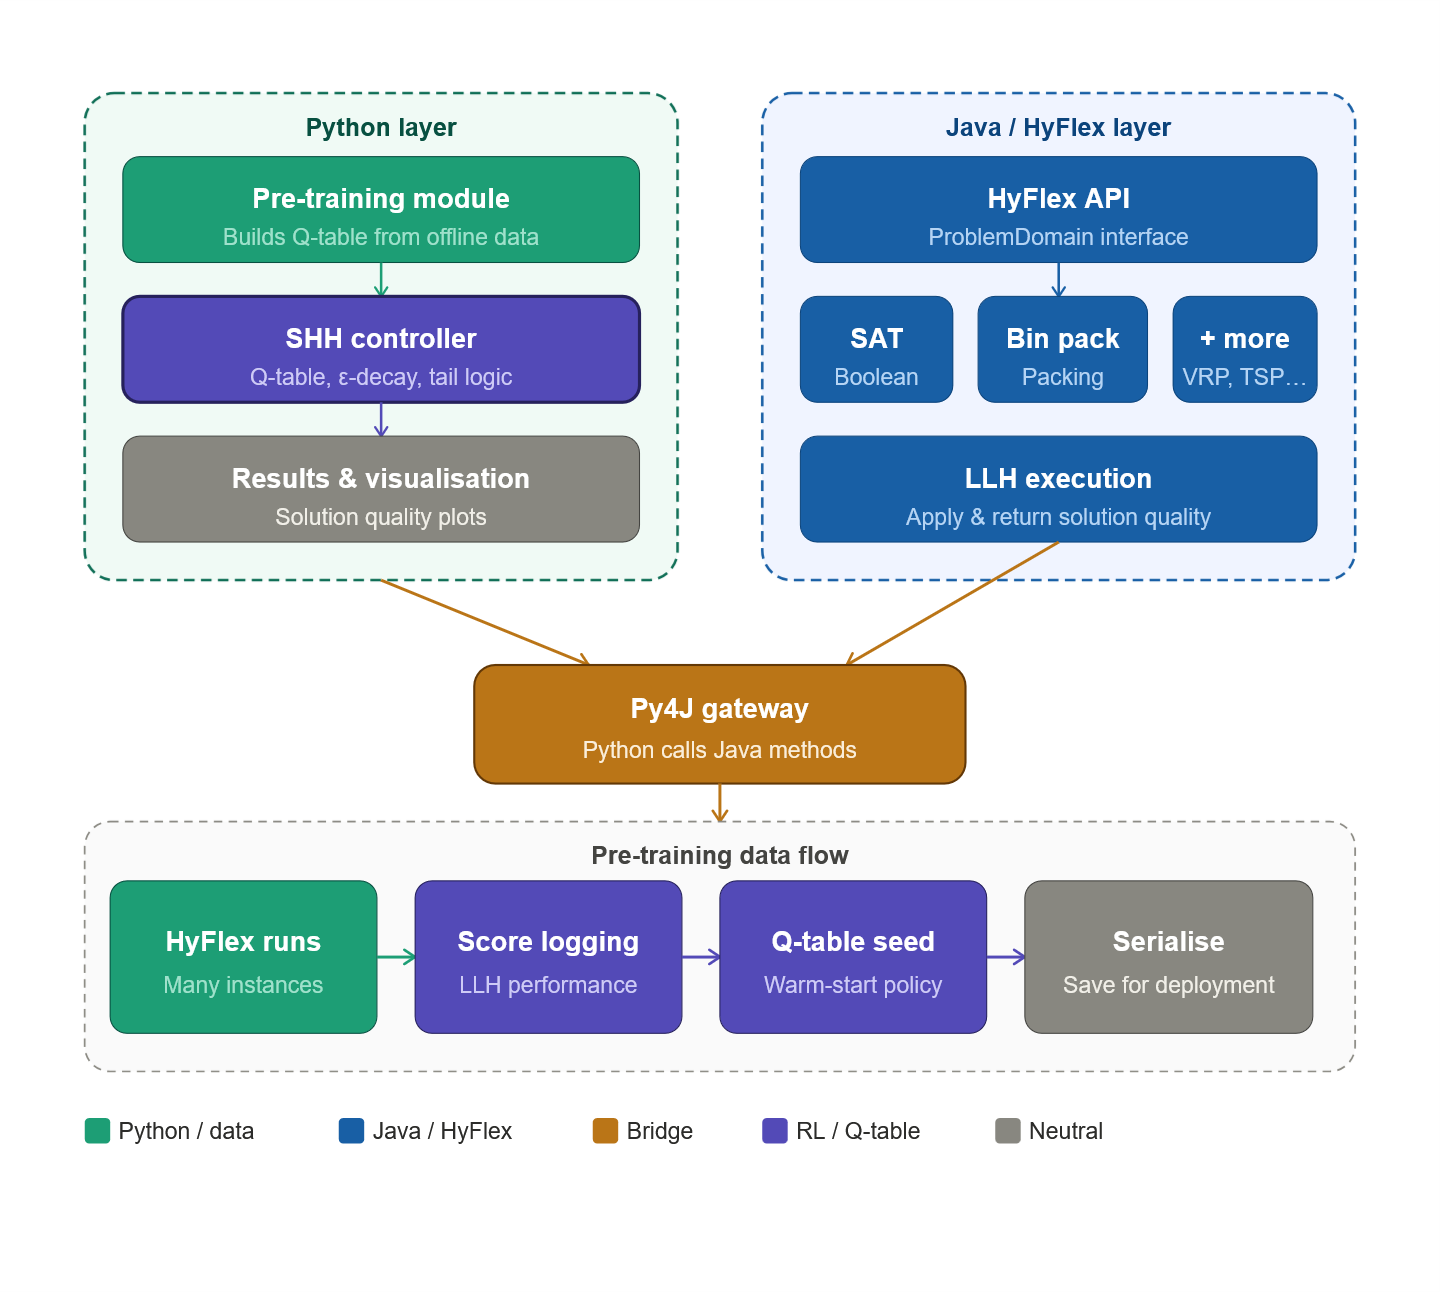 Python layer
Pre-training module
Builds Q-table from offline data
SHH controller
Q-table, ε-decay, tail logic
Results & visualisation
Solution quality plots
Java / HyFlex layer
HyFlex API
ProblemDomain interface
SAT
Boolean
Bin pack
Packing
+ more
VRP, TSP…
LLH execution
Apply & return solution quality
Py4J gateway
Python calls Java methods
Pre-training data flow
HyFlex runs
Many instances
Score logging
LLH performance
Q-table seed
Warm-start policy
Serialise
Save for deployment
Python / data
Java / HyFlex
Bridge
RL / Q-table
Neutral